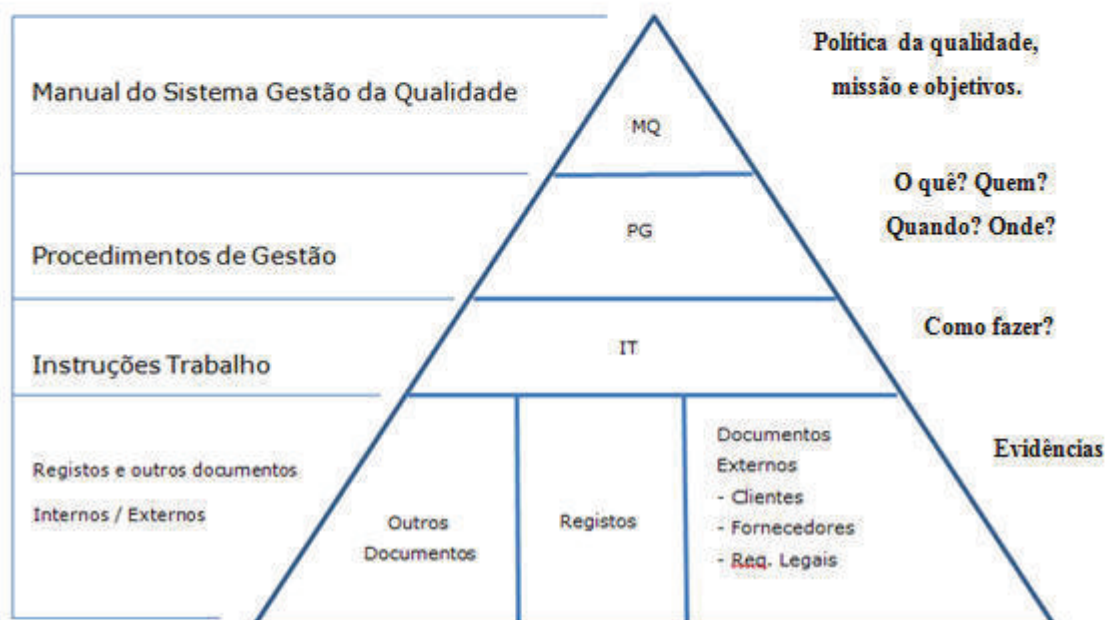 Política da qualidade,
missão e objetivos.
Manual do Sistema Gestão da Qualidade
MQ
O quê? Quem?
Quando? Onde?
PG
Procedimentos de Gestão
Como fazer?
IT
Instruções Trabalho
Evidências
Registos e outros documentos
Internos / Externos
Outros
Documentos
Registos
Documentos
Externos
- Clientes
- Fornecedores
- Req. Legais